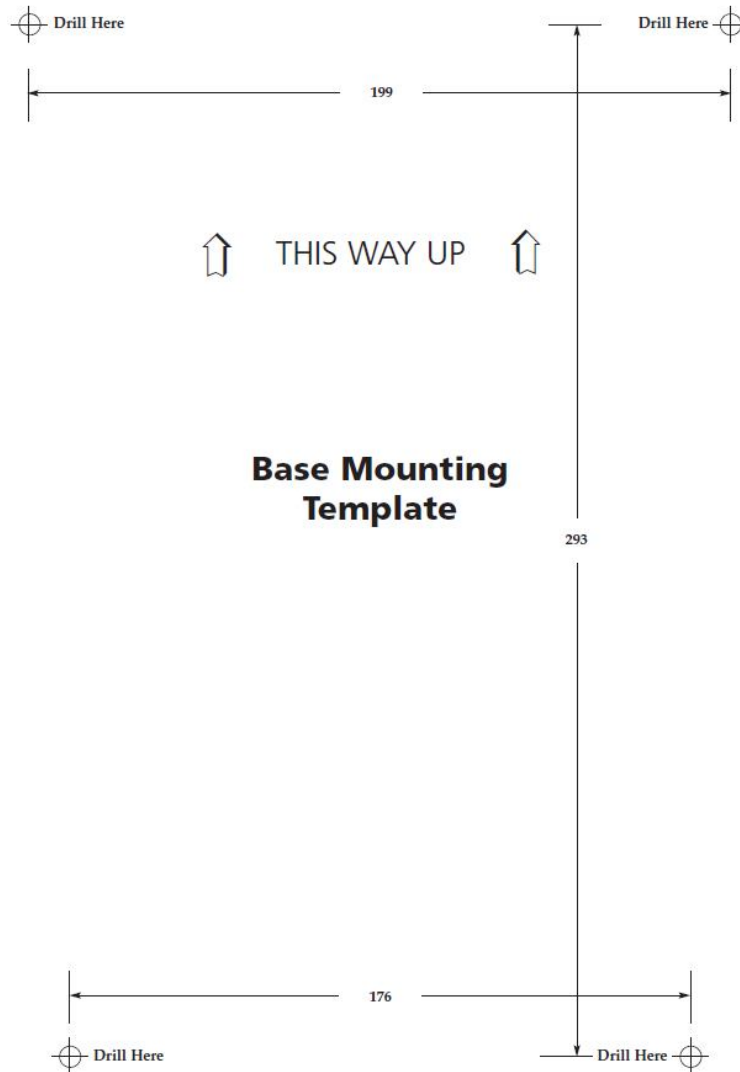 Drill Here
Drill Here
199
THIS WAY UP
Base Mounting
Template
293
176
Drill Here
Drill Here